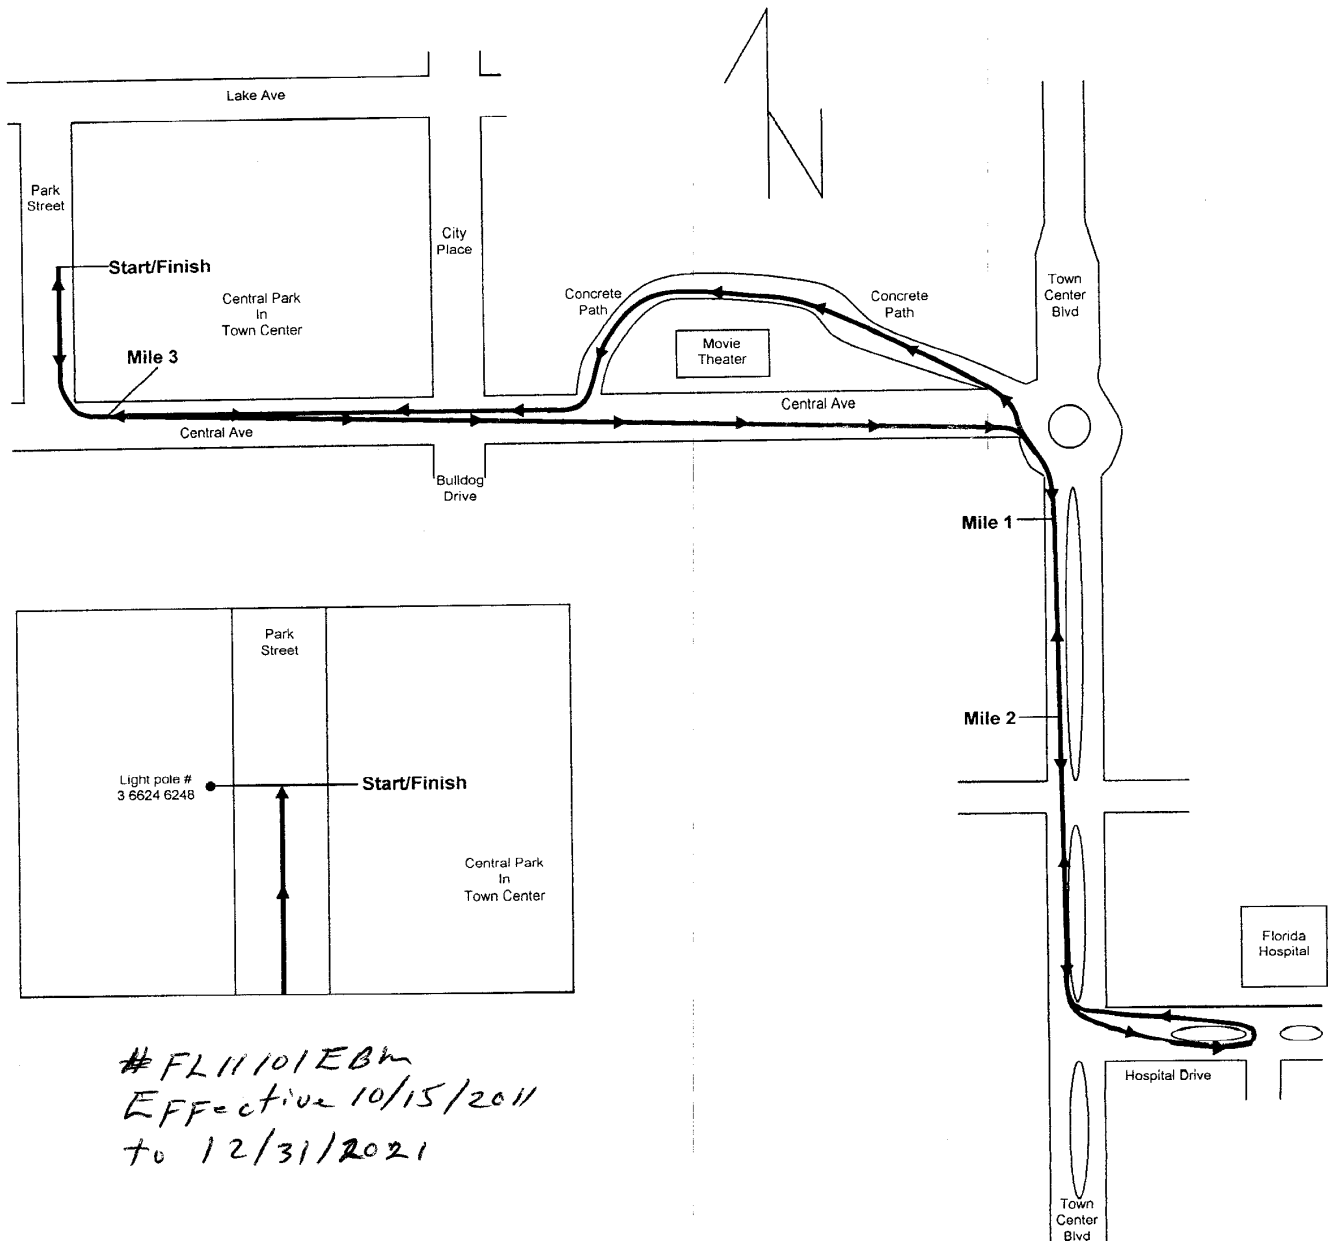 Lake Ave
Park
Street
City
Place
Start/Finish
Central Park
In
Town Center
Concrete
Path
Concrete
Path
Town
Center
Blvd
Movie
Theater
Mile 3
Central Ave
Central Ave
Bulldog
Drive
Mile 1
Mile 2
Park
Street
Light pole #
3 6624 6248
Start/Finish
Central Park
In
Town Center
Florida
Hospital
Hospital Drive
Town
Center
Blvd
# FL11101EBM
Effective 10/15/2011
to 12/31/2021